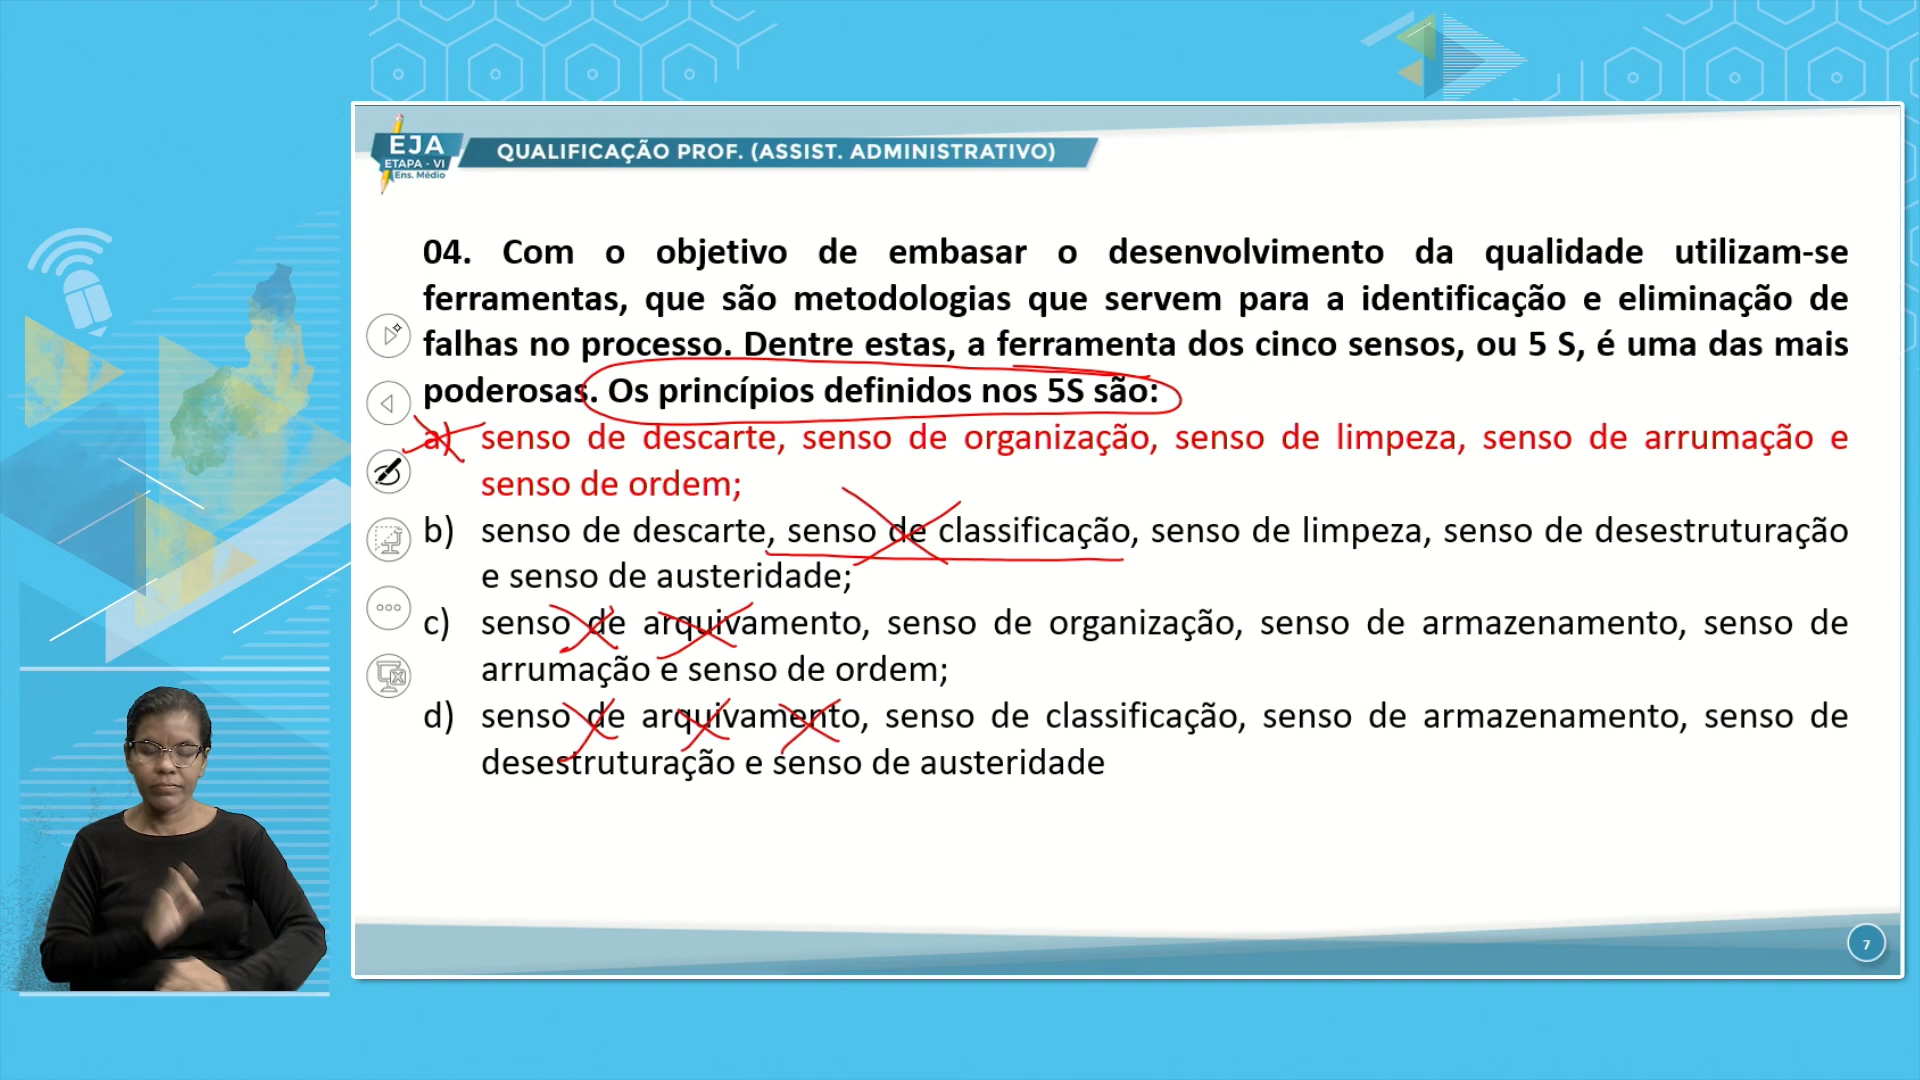 EJA
ETAPA - VI
Ens. Médio
QUALIFICAÇÃO PROF. (ASSIST. ADMINISTRATIVO)
04. Com o objetivo de embasar o desenvolvimento da qualidade utilizam-se
ferramentas, que são metodologias que servem para a identificação e eliminação de
falhas no processo. Dentre estas, a ferramenta dos cinco sensos, ou 5 S, é uma das mais
poderosas. Os princípios definidos nos 5S são:
a) senso de descarte, senso de organização, senso de limpeza, senso de arrumação e
senso de ordem;
b) senso de descarte, senso de classificação, senso de limpeza, senso de desestruturação
e senso de austeridade;
c) senso de arquivamento, senso de organização, senso de armazenamento, senso de
arrumação e senso de ordem;
d) senso de arquivamento, senso de classificação, senso de armazenamento, senso de
desestruturação e senso de austeridade
7